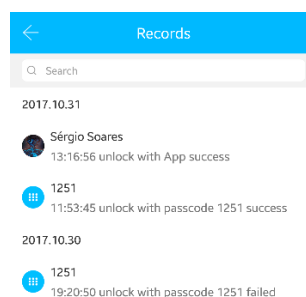 Records
Search
2017.10.31
Sérgio Soares
13:16:56 unlock with App success
1251
11:53:45 unlock with passcode 1251 success
2017.10.30
1251
19:20:50 unlock with passcode 1251 failed